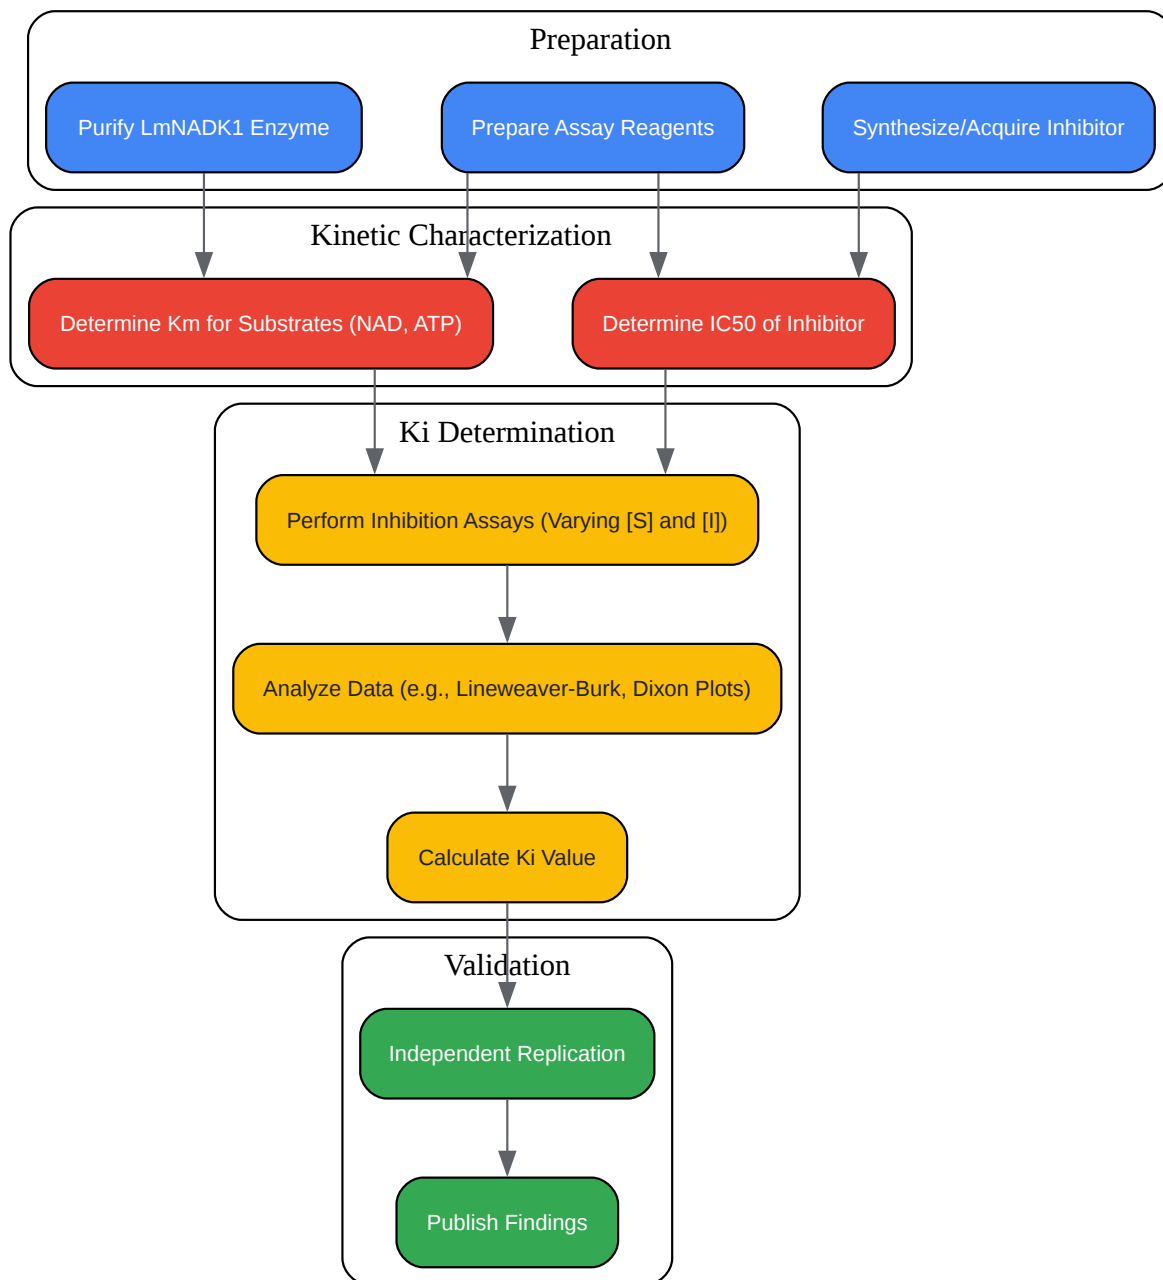 Preparation
Purify LmNADK1 Enzyme
Prepare Assay Reagents
Synthesize/Acquire Inhibitor
Kinetic Characterization
Determine Km for Substrates (NAD, ATP)
Determine IC50 of Inhibitor
Ki Determination
Perform Inhibition Assays (Varying [S] and [I])
Analyze Data (e.g., Lineweaver-Burk, Dixon Plots)
Calculate Ki Value
Validation
Independent Replication
Publish Findings